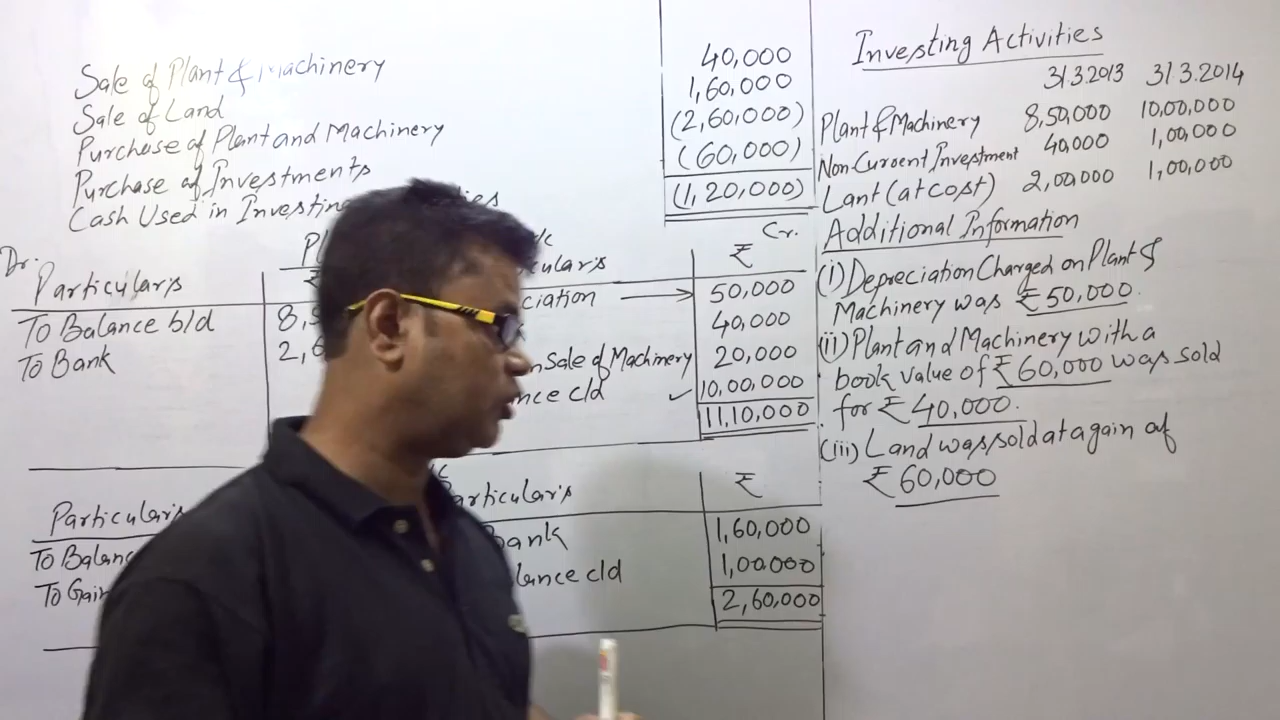 Sale of Plant & Machinery 40,000
Sale of Land 1,60,000
Purchase of Plant and Machinery (2,60,000)
Purchase of Investments (60,000)
Cash Used in (1,20,000)
Dr. Cr.
Particulars ₹
To Balance b/d 50,000
To Bank 40,000
Sale of Machinery 20,000
c/d 10,00,000
11,10,000
Particulars ₹
To 1,60,000
To c/d 1,00,000
2,60,000
Investing Activities
31.3.2013 31.3.2014
Plant & Machinery 8,50,000 10,00,000
Non-Current Investment 40,000 1,00,000
Lant (at cost) 2,00,000 1,00,000
Additional Information
(i) Depreciation Charged on Plant &
Machinery was ₹ 50,000.
(ii) Plant and Machinery with a
book value of ₹ 60,000 was sold
for ₹ 40,000.
(iii) Land was sold at a gain of
₹ 60,000